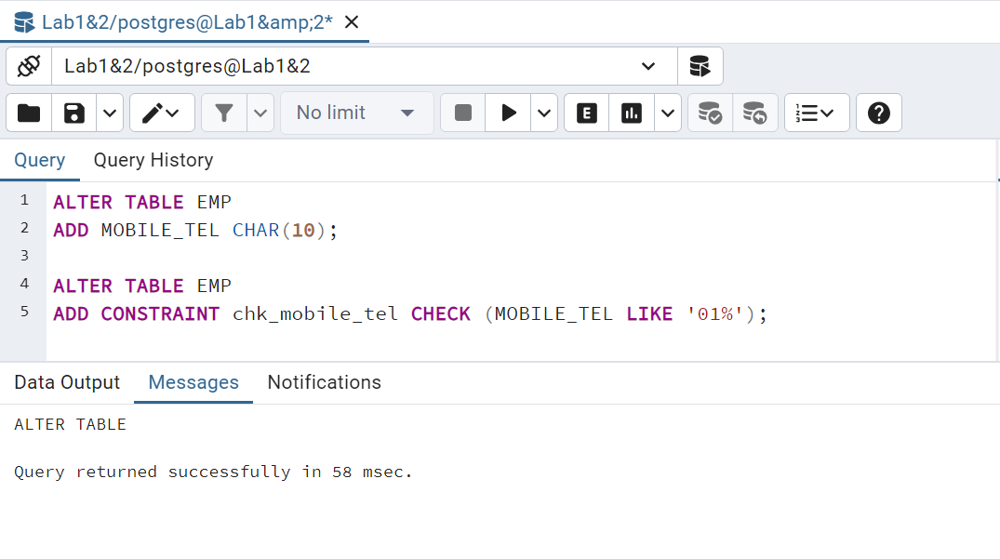 Lab1&2/postgres@Lab1&amp;2*
Lab1&2/postgres@Lab1&2
No limit
E
Query Query History
1 ALTER TABLE EMP
2 ADD MOBILE_TEL CHAR(10);
3
4 ALTER TABLE EMP
5 ADD CONSTRAINT chk_mobile_tel CHECK (MOBILE_TEL LIKE '01%');
Data Output Messages Notifications
ALTER TABLE
Query returned successfully in 58 msec.